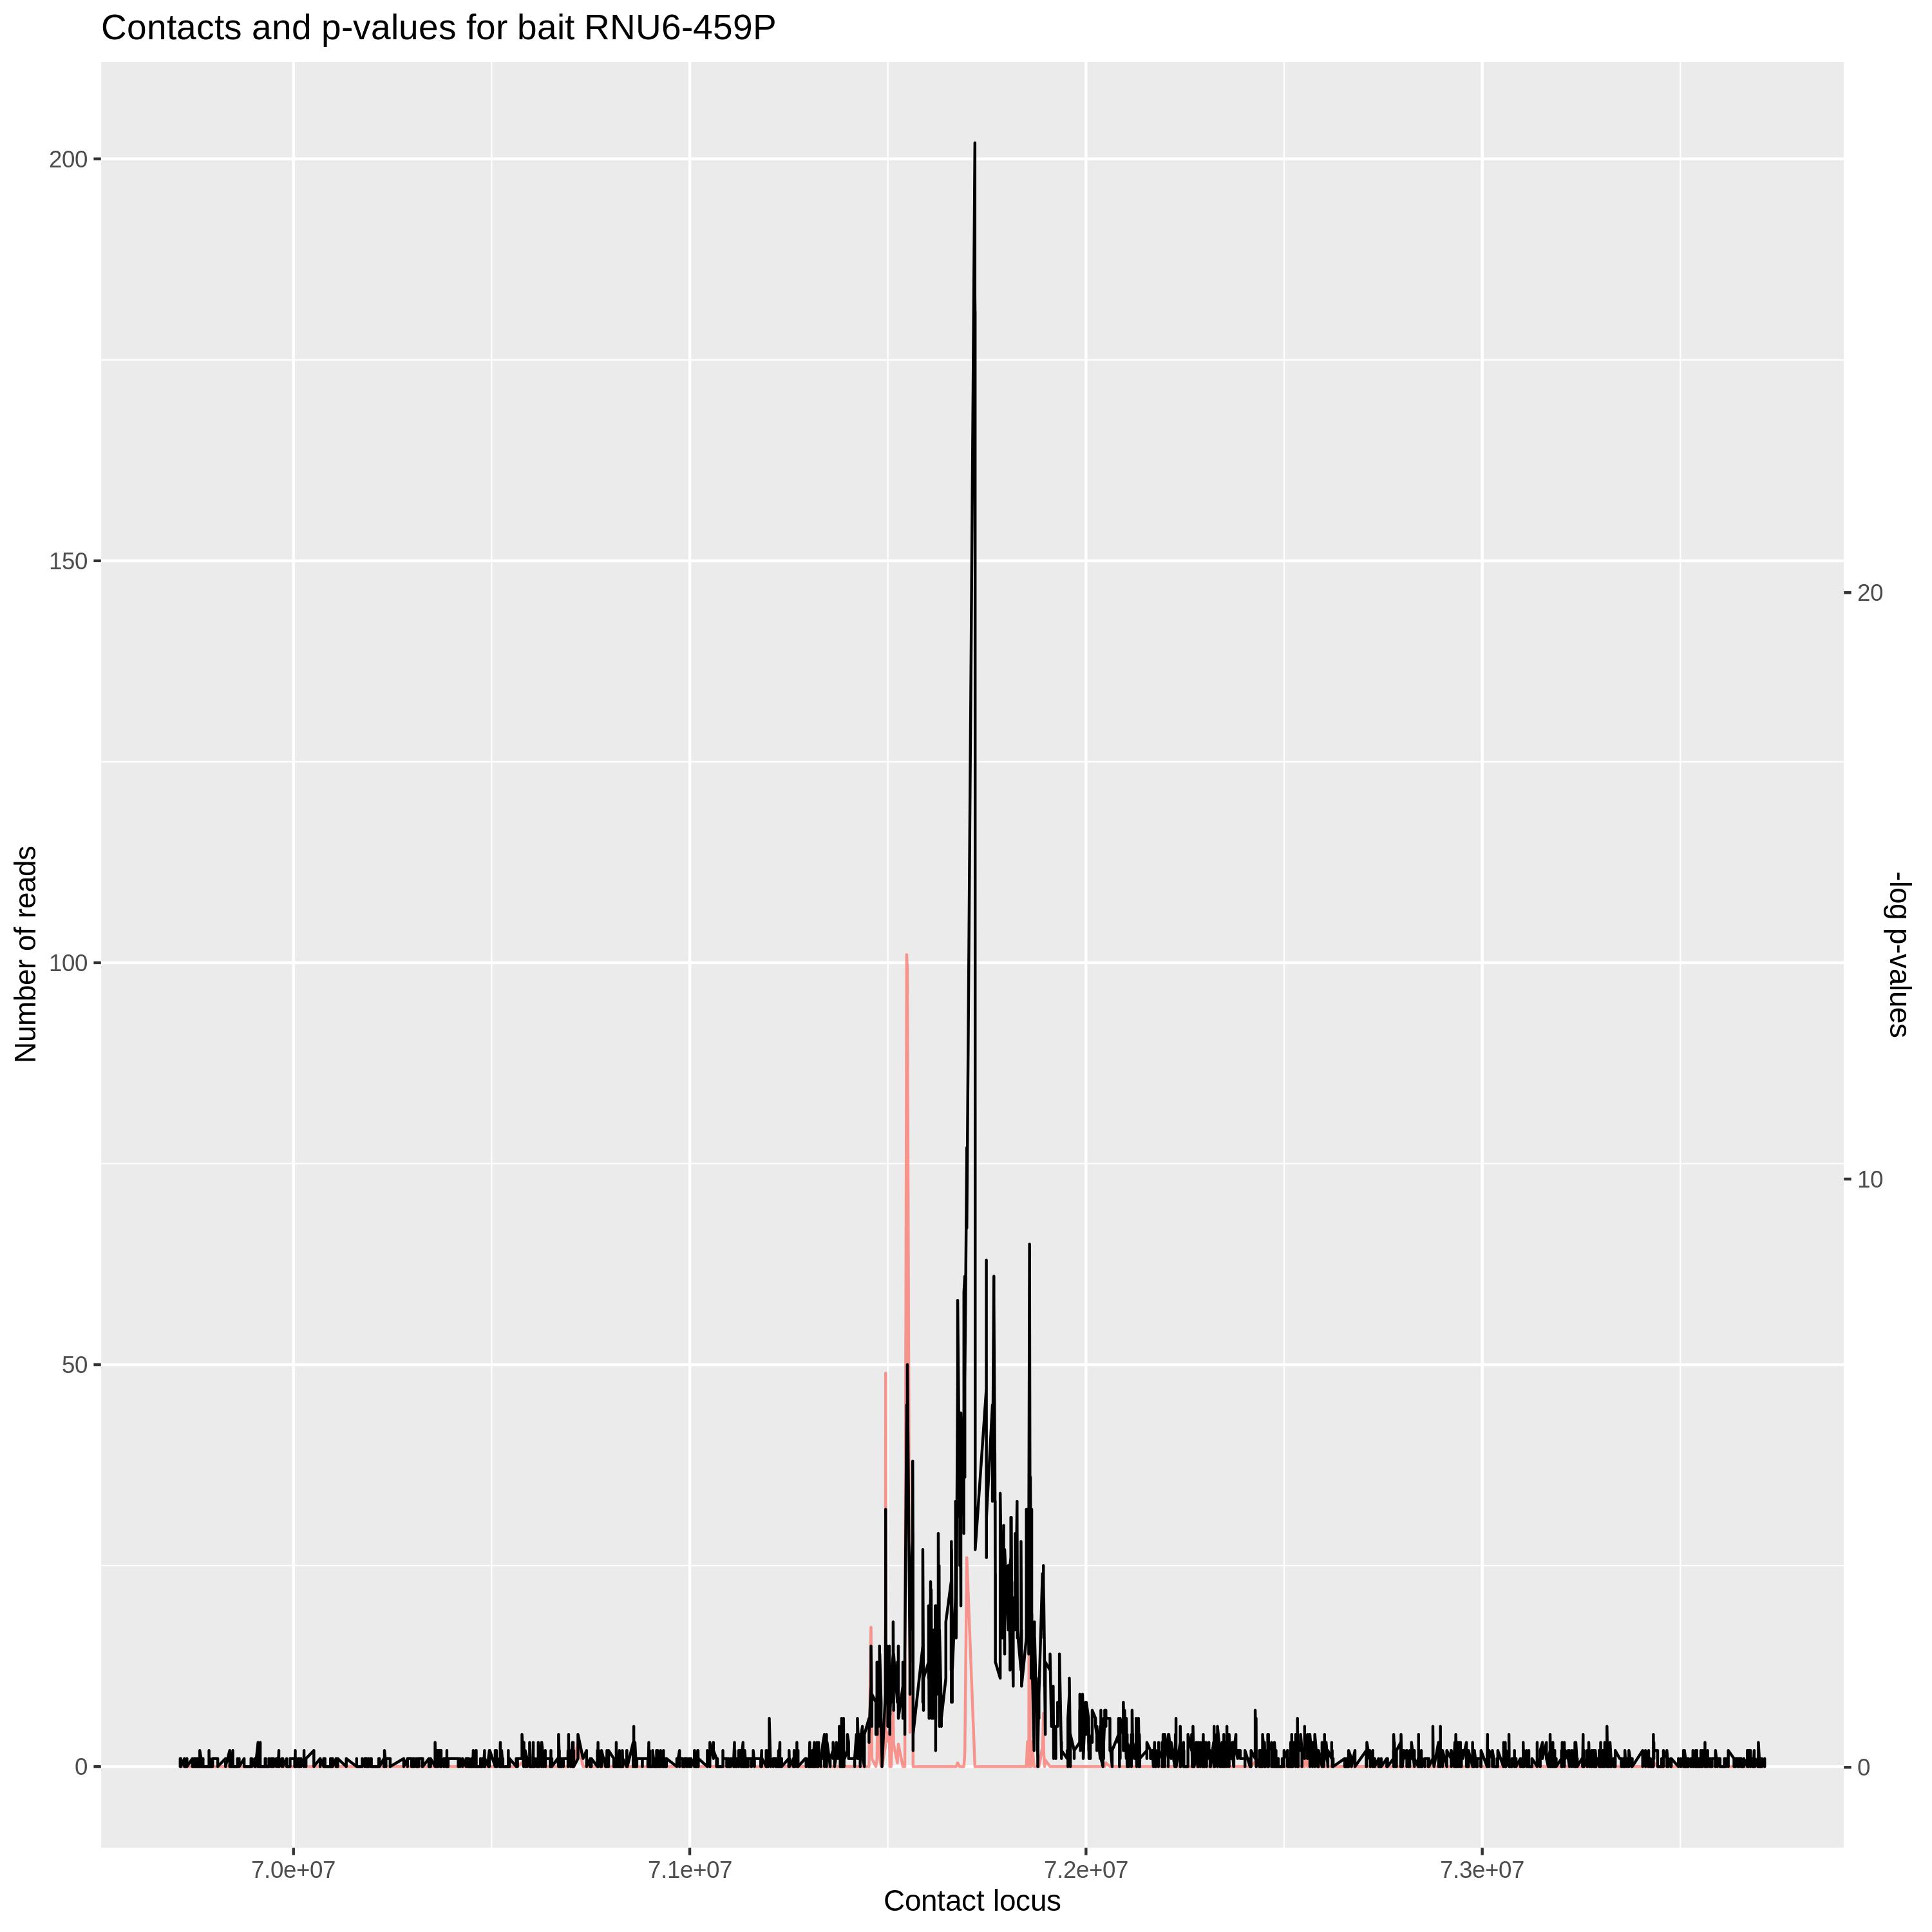 Contacts and p-values for bait RNU6-459P
200
150
100
50
0
Number of reads
20
10
0
-log p-values
7.0e+07
7.1e+07
7.2e+07
7.3e+07
Contact locus